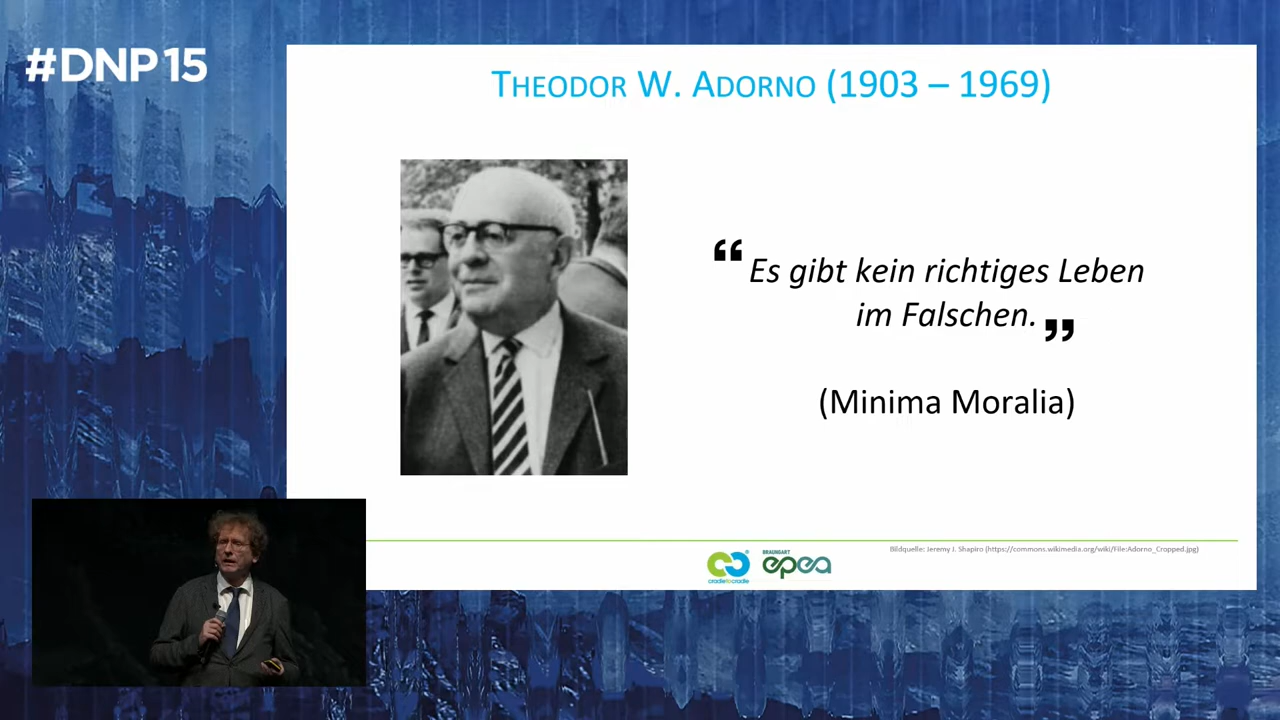 #DNP15
THEODOR W. ADORNO (1903 – 1969)
“Es gibt kein richtiges Leben
im Falschen.”
(Minima Moralia)
Bildquelle: Jeremy J. Shapiro (https://commons.wikimedia.org/wiki/File:Adorno_Cropped.jpg)
cradletocradle
BRAUNGART
epea